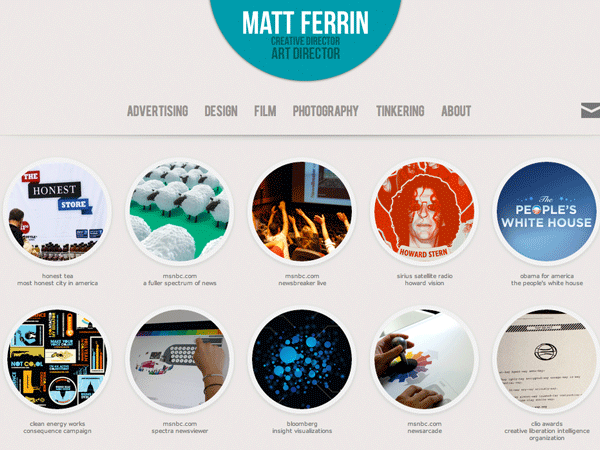 MATT FERRIN
CREATIVE DIRECTOR
ART DIRECTOR
ADVERTISING DESIGN FILM PHOTOGRAPHY TINKERING ABOUT
THE
HONEST
STORE
HOWARD STERN
The
PEOPLE'S
WHITE HOUSE
honest tea
most honest city in america
msnbc.com
a fuller spectrum of news
msnbc.com
newsbreaker live
sirius satellite radio
howard vision
obama for america
the people's white house
NOT COOL
clean energy works
consequence campaign
msnbc.com
spectra newsviewer
bloomberg
insight visualizations
msnbc.com
newsarcade
clio awards
creative liberation intelligence
organization